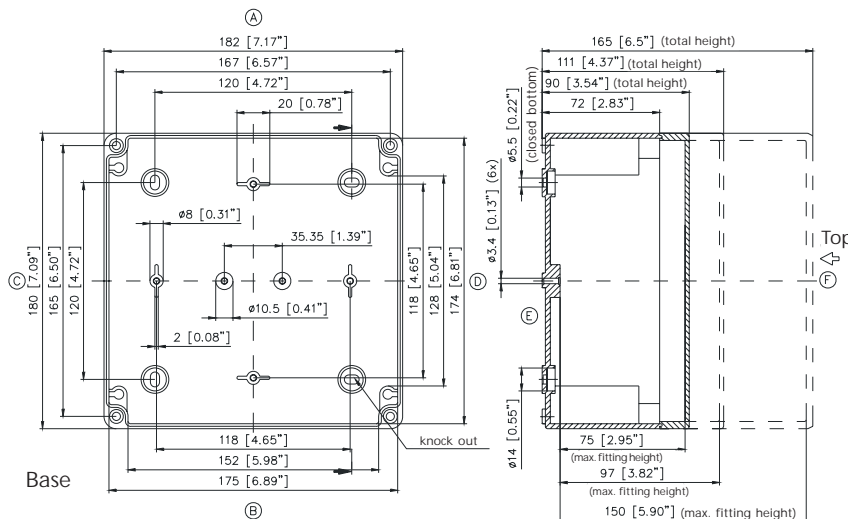 A
182 [7.17"]
167 [6.57"]
120 [4.72"]
20 [0.78"]
180 [7.09"]
165 [6.50"]
120 [4.72"]
C
ø8 [0.31"]
35.35 [1.39"]
ø10.5 [0.41"]
2 [0.08"]
118 [4.65"]
128 [5.04"]
174 [6.81"]
D
knock out
118 [4.65"]
152 [5.98"]
175 [6.89"]
Base
B
165 [6.5"] (total height)
111 [4.37"] (total height)
90 [3.54"] (total height)
72 [2.83"]
ø5.5 [0.22"]
(closed bottom)
ø3.4 [0.13"] (6x)
Top
F
E
ø14 [0.55"]
75 [2.95"]
(max. fitting height)
97 [3.82"]
(max. fitting height)
150 [5.90"] (max. fitting height)